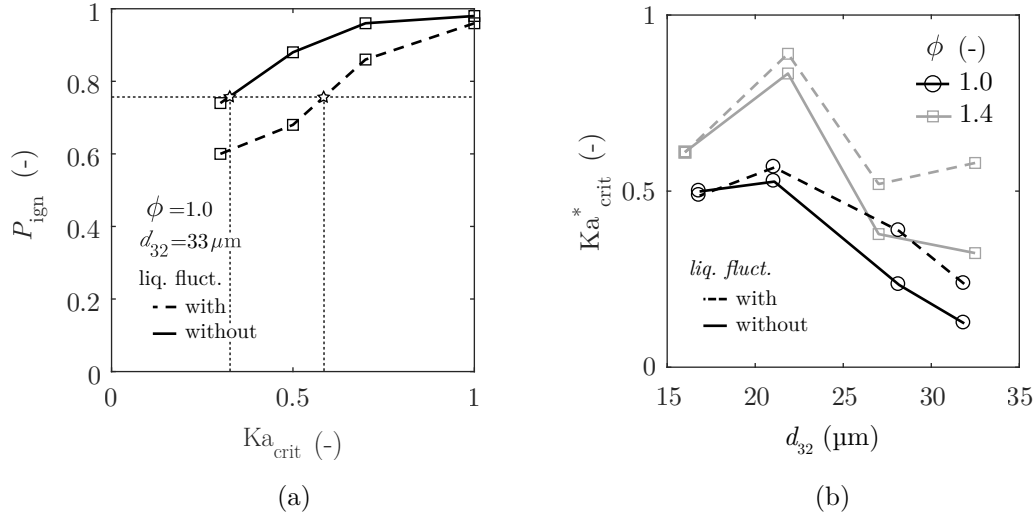 1
0.8
0.6
0.4
0.2
0
0
0.5
1
P_ign (-)
Ka_crit (-)
ϕ =1.0
d_32 =33 μm
liq. fluct.
with
without
(a)
1
0.5
0
15
20
25
30
35
Ka*_crit (-)
d_32 (µm)
ϕ (-)
1.0
1.4
liq. fluct.
with
without
(b)